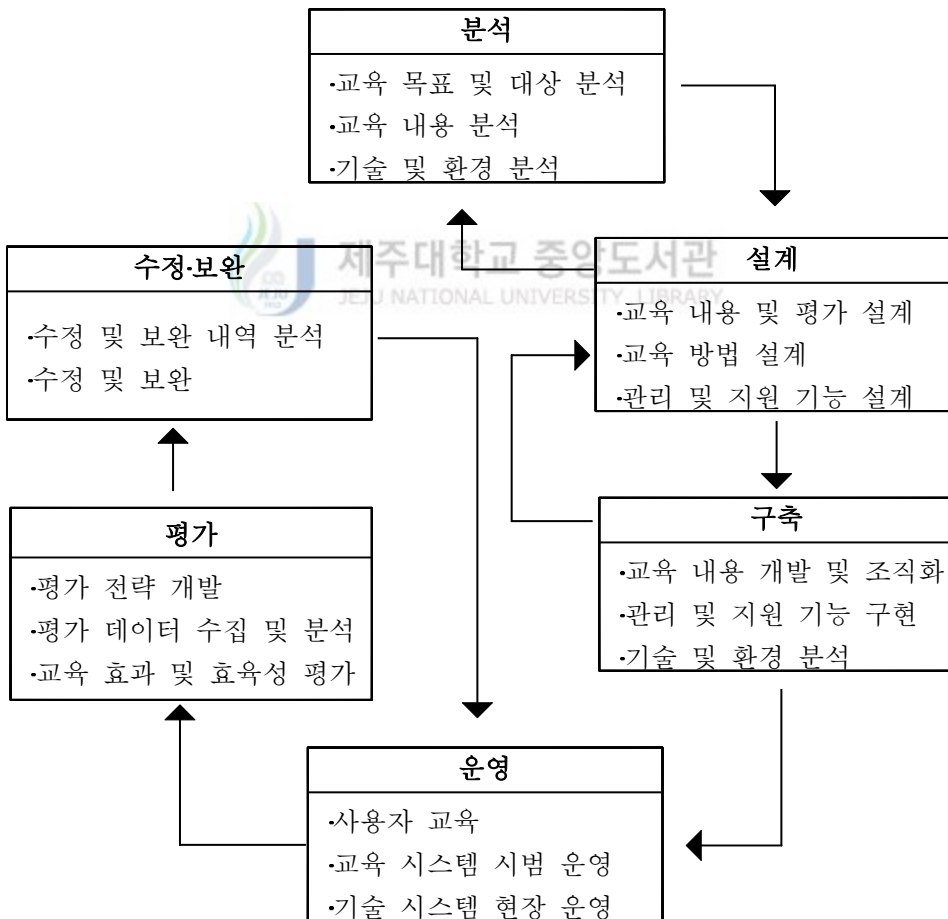 분석
·교육 목표 및 대상 분석
·교육 내용 분석
·기술 및 환경 분석
제주대학교 중앙도서관
JEJU NATIONAL UNIVERSITY LIBRARY
수정·보완
·수정 및 보완 내역 분석
·수정 및 보완
설계
·교육 내용 및 평가 설계
·교육 방법 설계
·관리 및 지원 기능 설계
평가
·평가 전략 개발
·평가 데이터 수집 및 분석
·교육 효과 및 효육성 평가
구축
·교육 내용 개발 및 조직화
·관리 및 지원 기능 구현
·기술 및 환경 분석
운영
·사용자 교육
·교육 시스템 시범 운영
·기술 시스템 현장 운영